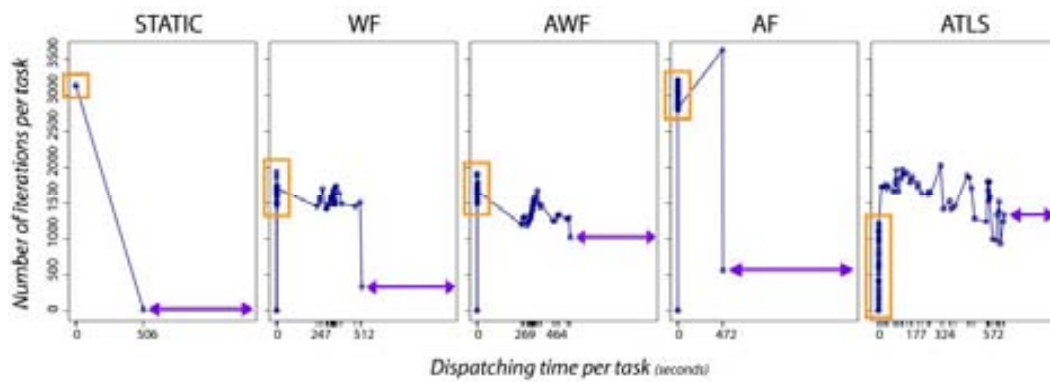 STATIC WF AWF AF ATLS
Number of iterations per task
3500
3000
2500
2000
1500
1000
500
0
0 506 0 247 512 0 269 464 0 472 0 177 324 572
Dispatching time per task (seconds)